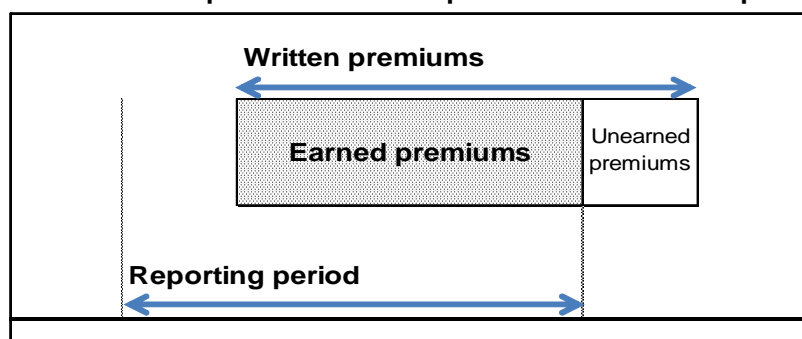 Written premiums
Earned premiums
Unearned
premiums
Reporting period